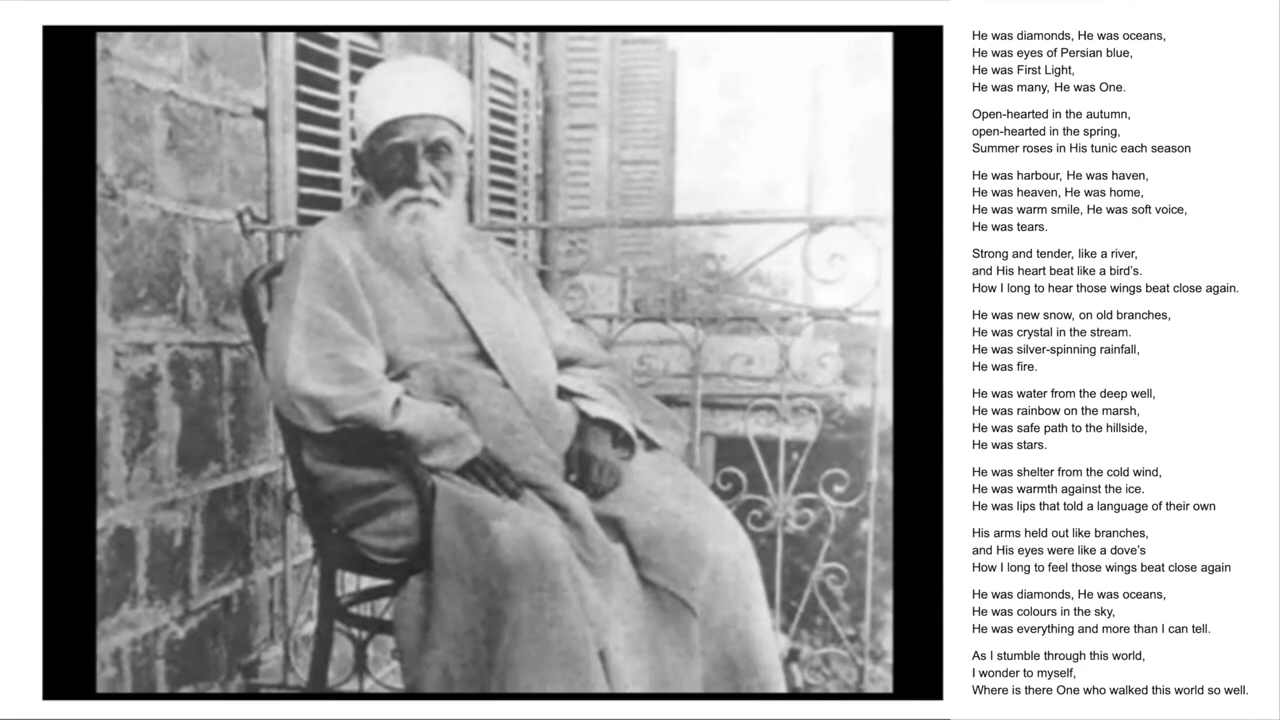 He was diamonds, He was oceans,
He was eyes of Persian blue,
He was First Light,
He was many, He was One.
Open-hearted in the autumn,
open-hearted in the spring,
Summer roses in His tunic each season
He was harbour, He was haven,
He was heaven, He was home,
He was warm smile, He was soft voice,
He was tears.
Strong and tender, like a river,
and His heart beat like a bird’s.
How I long to hear those wings beat close again.
He was new snow, on old branches,
He was crystal in the stream.
He was silver-spinning rainfall,
He was fire.
He was water from the deep well,
He was rainbow on the marsh,
He was safe path to the hillside,
He was stars.
He was shelter from the cold wind,
He was warmth against the ice.
He was lips that told a language of their own
His arms held out like branches,
and His eyes were like a dove’s
How I long to feel those wings beat close again
He was diamonds, He was oceans,
He was colours in the sky,
He was everything and more than I can tell.
As I stumble through this world,
I wonder to myself,
Where is there One who walked this world so well.